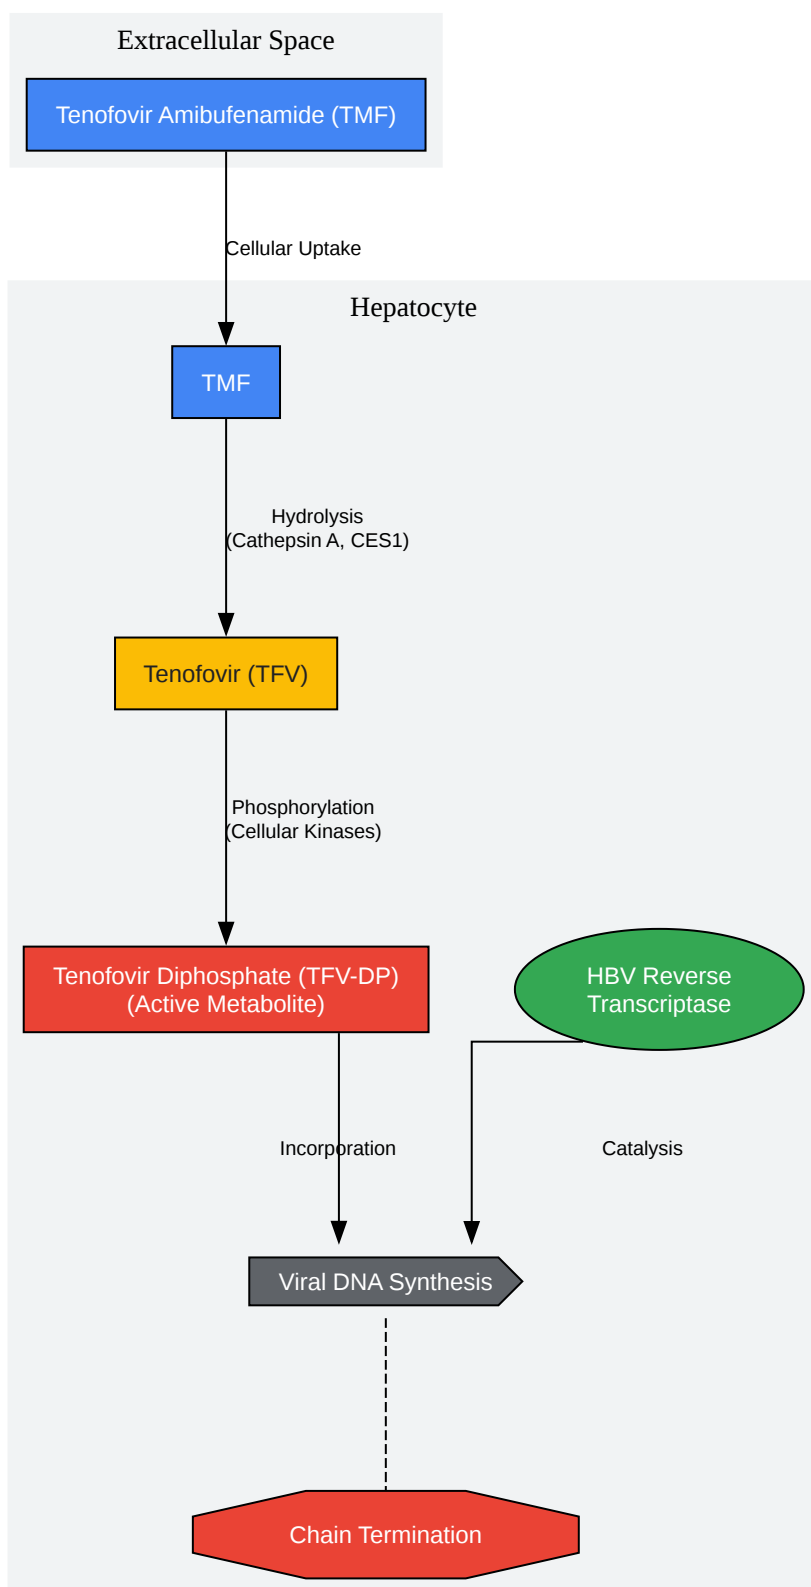 Extracellular Space
Tenofovir Amibufenamide (TMF)
Cellular Uptake
Hepatocyte
TMF
Hydrolysis
(Cathepsin A, CES1)
Tenofovir (TFV)
Phosphorylation
(Cellular Kinases)
Tenofovir Diphosphate (TFV-DP)
(Active Metabolite)
HBV Reverse
Transcriptase
Incorporation
Catalysis
Viral DNA Synthesis
Chain Termination